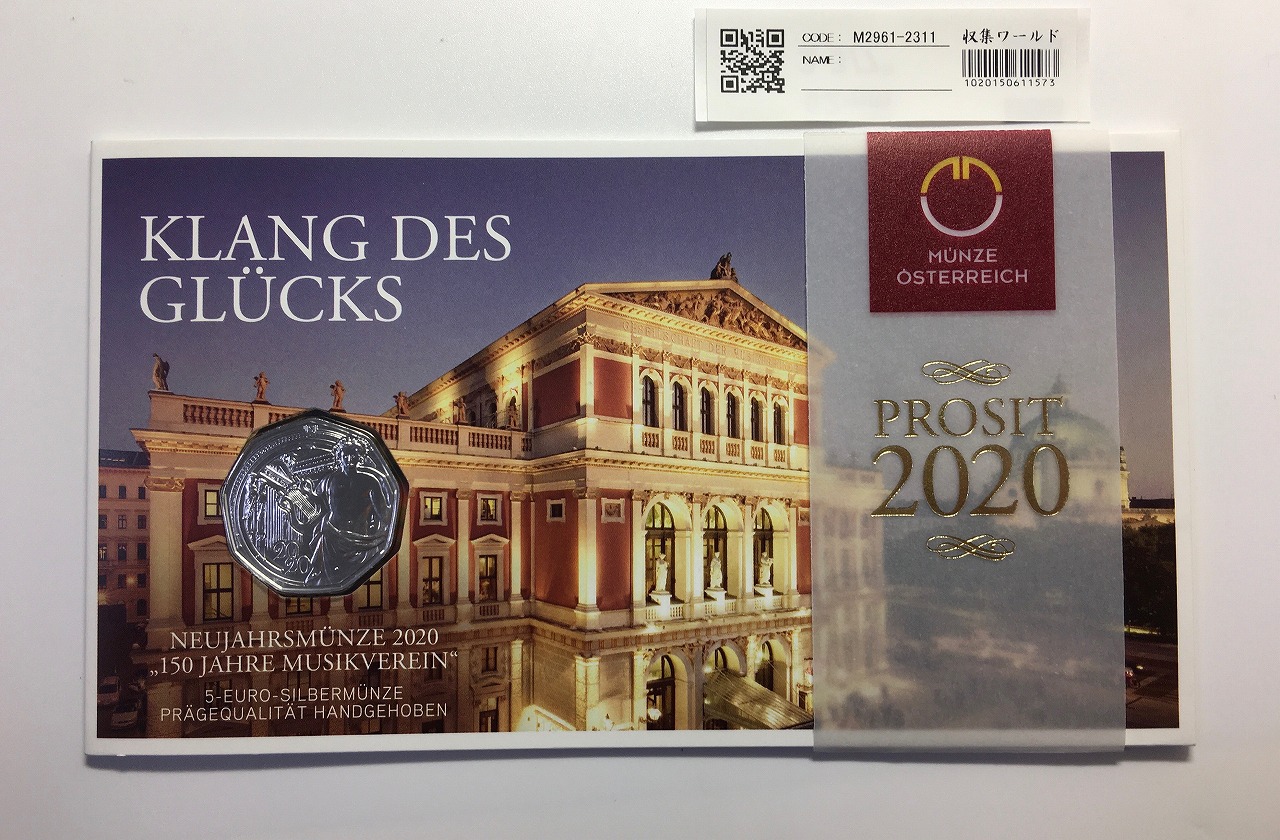 CODE: M2961-2311
収集ワールド
NAME:
1020150611573
KLANG DES
GLÜCKS
MÜNZE
ÖSTERREICH
PROSIT
2020
2020
NEUJAHRSMÜNZE 2020
„150 JAHRE MUSIKVEREIN“
5-EURO-SILBERMÜNZE
PRÄGEQUALITÄT HANDGEHOBEN